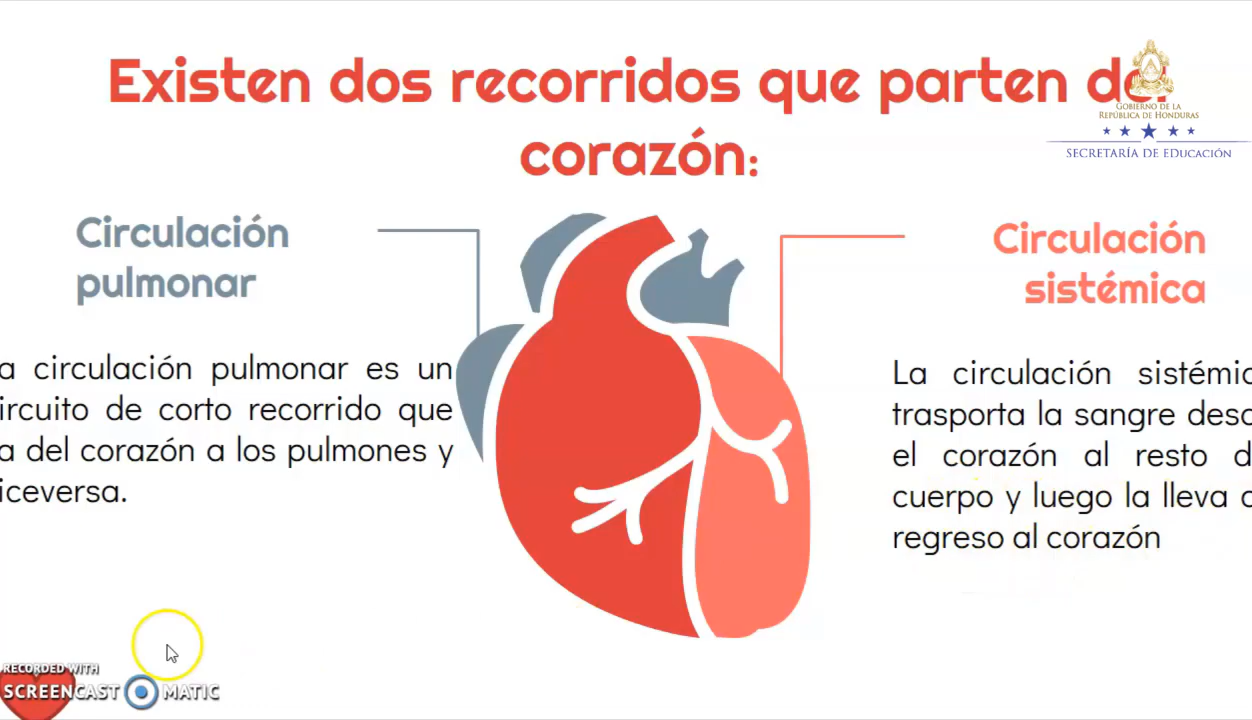 Existen dos recorridos que parten del
corazón:
GOBIERNO DE LA
REPÚBLICA DE HONDURAS
SECRETARÍA DE EDUCACIÓN
Circulación
pulmonar
a circulación pulmonar es un
ircuito de corto recorrido que
a del corazón a los pulmones y
iceversa.
Circulación
sistémica
La circulación sistémic
trasporta la sangre desd
el corazón al resto d
cuerpo y luego la lleva d
regreso al corazón
RECORDED WITH
SCREENCAST MATIC